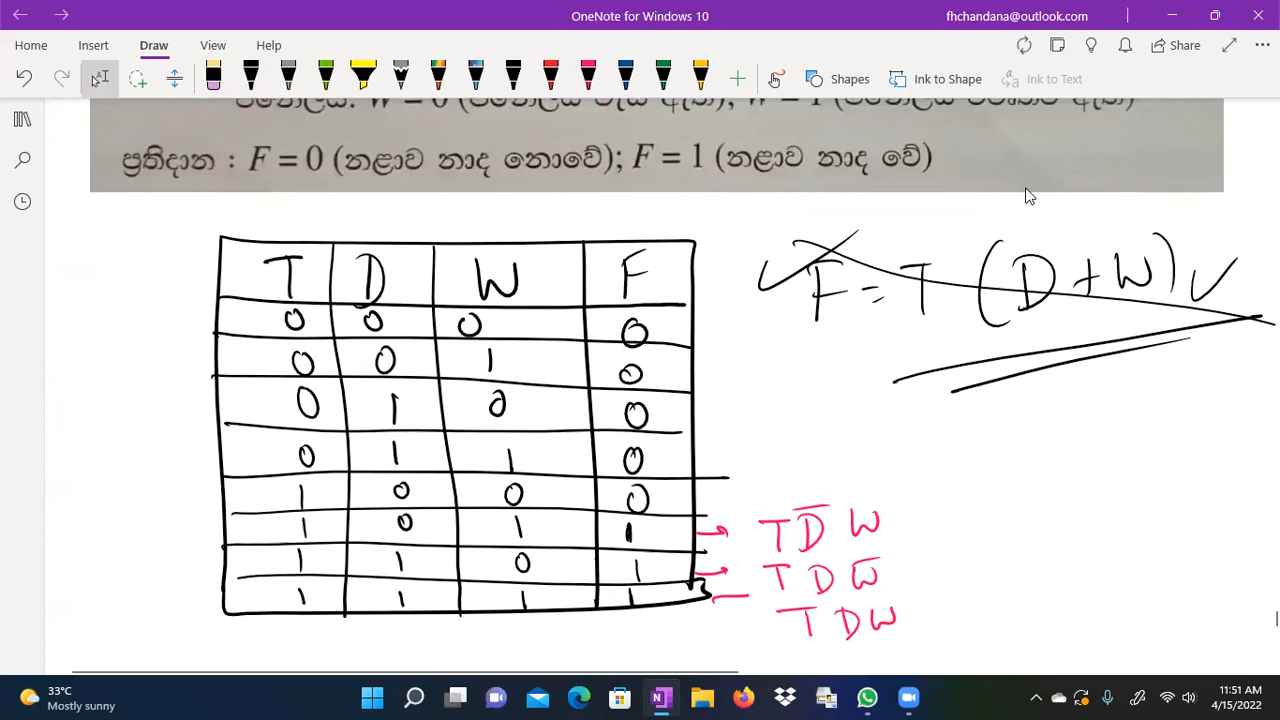 OneNote for Windows 10
fhchandana@outlook.com
Home Insert Draw View Help
Share
Shapes
Ink to Shape
Ink to Text
ප්‍රතිදාන : F = 0 (නළාව නාද නොවේ); F = 1 (නළාව නාද වේ)
T D W F
0 0 0 0
0 0 1 0
0 1 0 0
0 1 1 0
1 0 0 0
1 0 1 1
1 1 0 1
1 1 1 1
F = T (D + W)
T D̅ W
T D W̅
T D W
33°C
Mostly sunny
11:51 AM
4/15/2022